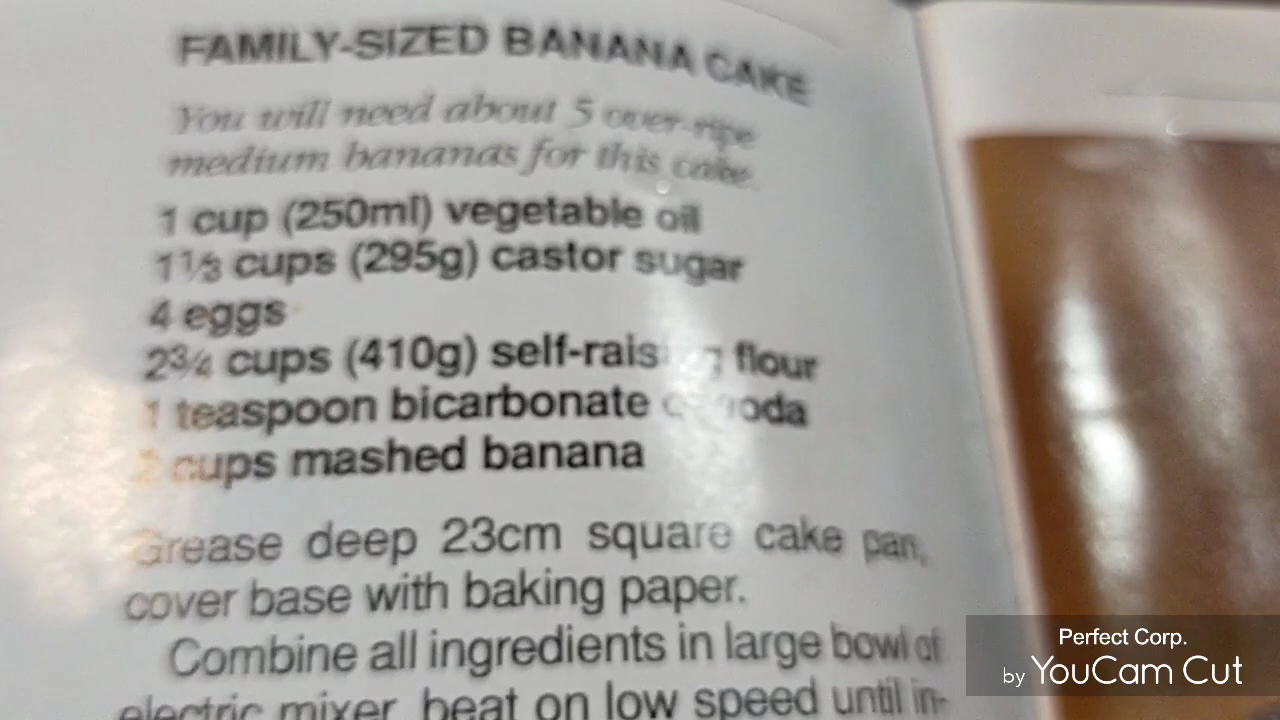 FAMILY-SIZED BANANA CAKE
You will need about 5 over-ripe
medium bananas for this cake.
1 cup (250ml) vegetable oil
1⅓ cups (295g) castor sugar
4 eggs
2¾ cups (410g) self-raising flour
1 teaspoon bicarbonate of soda
2 cups mashed banana
Grease deep 23cm square cake pan,
cover base with baking paper.
Combine all ingredients in large bowl of
electric mixer, beat on low speed until in-
Perfect Corp.
by YouCam Cut